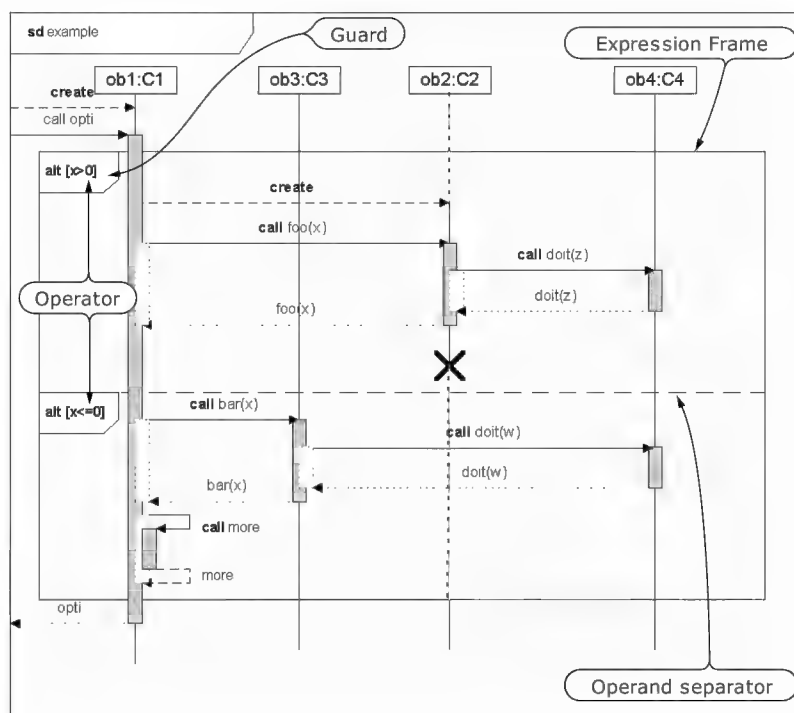 sd example
Guard
Expression Frame
ob1:C1
ob3:C3
ob2:C2
ob4:C4
create
call opti
alt [x>0]
create
call foo(x)
call doit(z)
Operator
doit(z)
foo(x)
alt [x<=0]
call bar(x)
call doit(w)
bar(x)
doit(w)
call more
more
opti
Operand separator